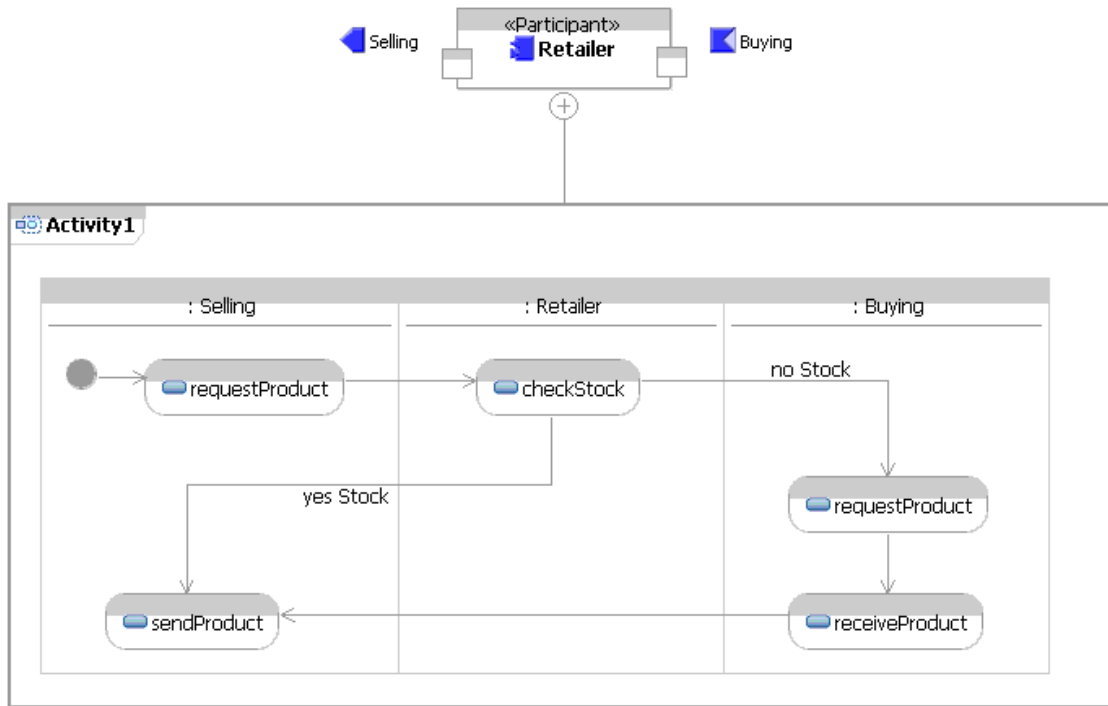 «Participant»
Selling
Retailer
Buying
Activity1
: Selling
: Retailer
: Buying
no Stock
requestProduct
checkStock
yes Stock
requestProduct
sendProduct
receiveProduct